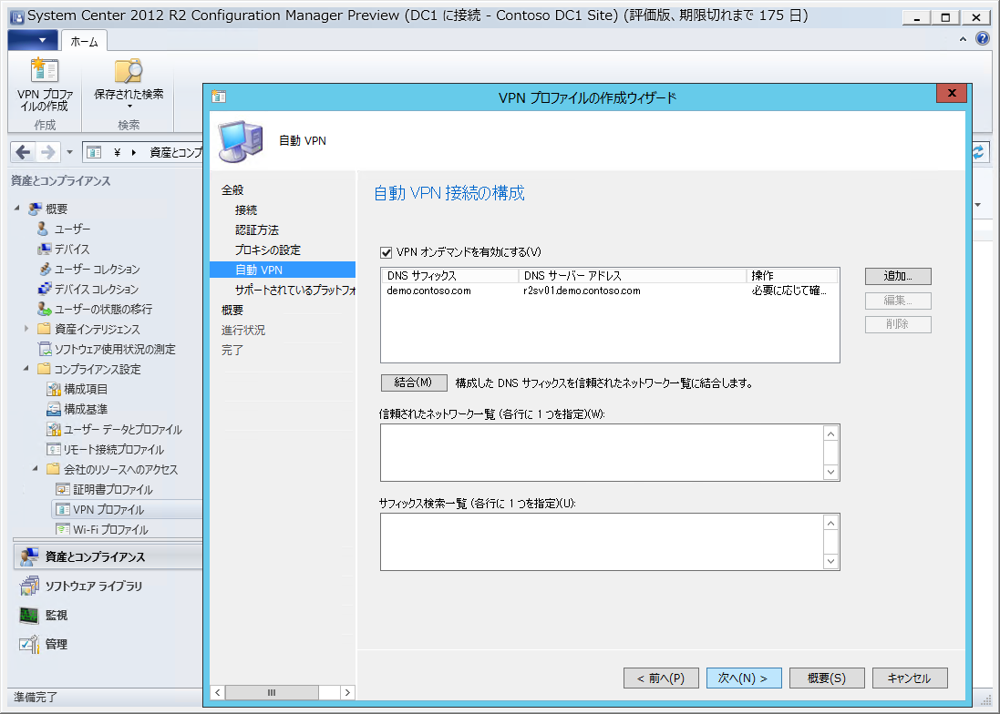 System Center 2012 R2 Configuration Manager Preview (DC1 に接続 - Contoso DC1 Site) (評価版、期限切れまで 175 日)
ホーム
VPN プロファ
イルの作成
保存された検索
作成
検索
¥ 資産とコンプ
資産とコンプライアンス
概要
ユーザー
デバイス
ユーザー コレクション
デバイス コレクション
ユーザーの状態の移行
資産インテリジェンス
ソフトウェア使用状況の測定
コンプライアンス設定
構成項目
構成基準
ユーザー データとプロファイル
リモート接続プロファイル
会社のリソースへのアクセス
証明書プロファイル
VPN プロファイル
Wi-Fi プロファイル
資産とコンプライアンス
ソフトウェア ライブラリ
監視
管理
準備完了
VPN プロファイルの作成ウィザード
自動 VPN
全般
接続
認証方法
プロキシの設定
自動 VPN
サポートされているプラットフォ
概要
進行状況
完了
自動 VPN 接続の構成
VPN オンデマンドを有効にする(V)
DNS サフィックス DNS サーバー アドレス 操作
demo.contoso.com r2sv01.demo.contoso.com 必要に応じて確...
追加...
編集...
削除
結合(M) 構成した DNS サフィックスを信頼されたネットワーク一覧に結合します。
信頼されたネットワーク一覧 (各行に 1 つを指定)(W):
サフィックス検索一覧 (各行に 1 つを指定)(U):
< 前へ(P) 次へ(N) > 概要(S) キャンセル